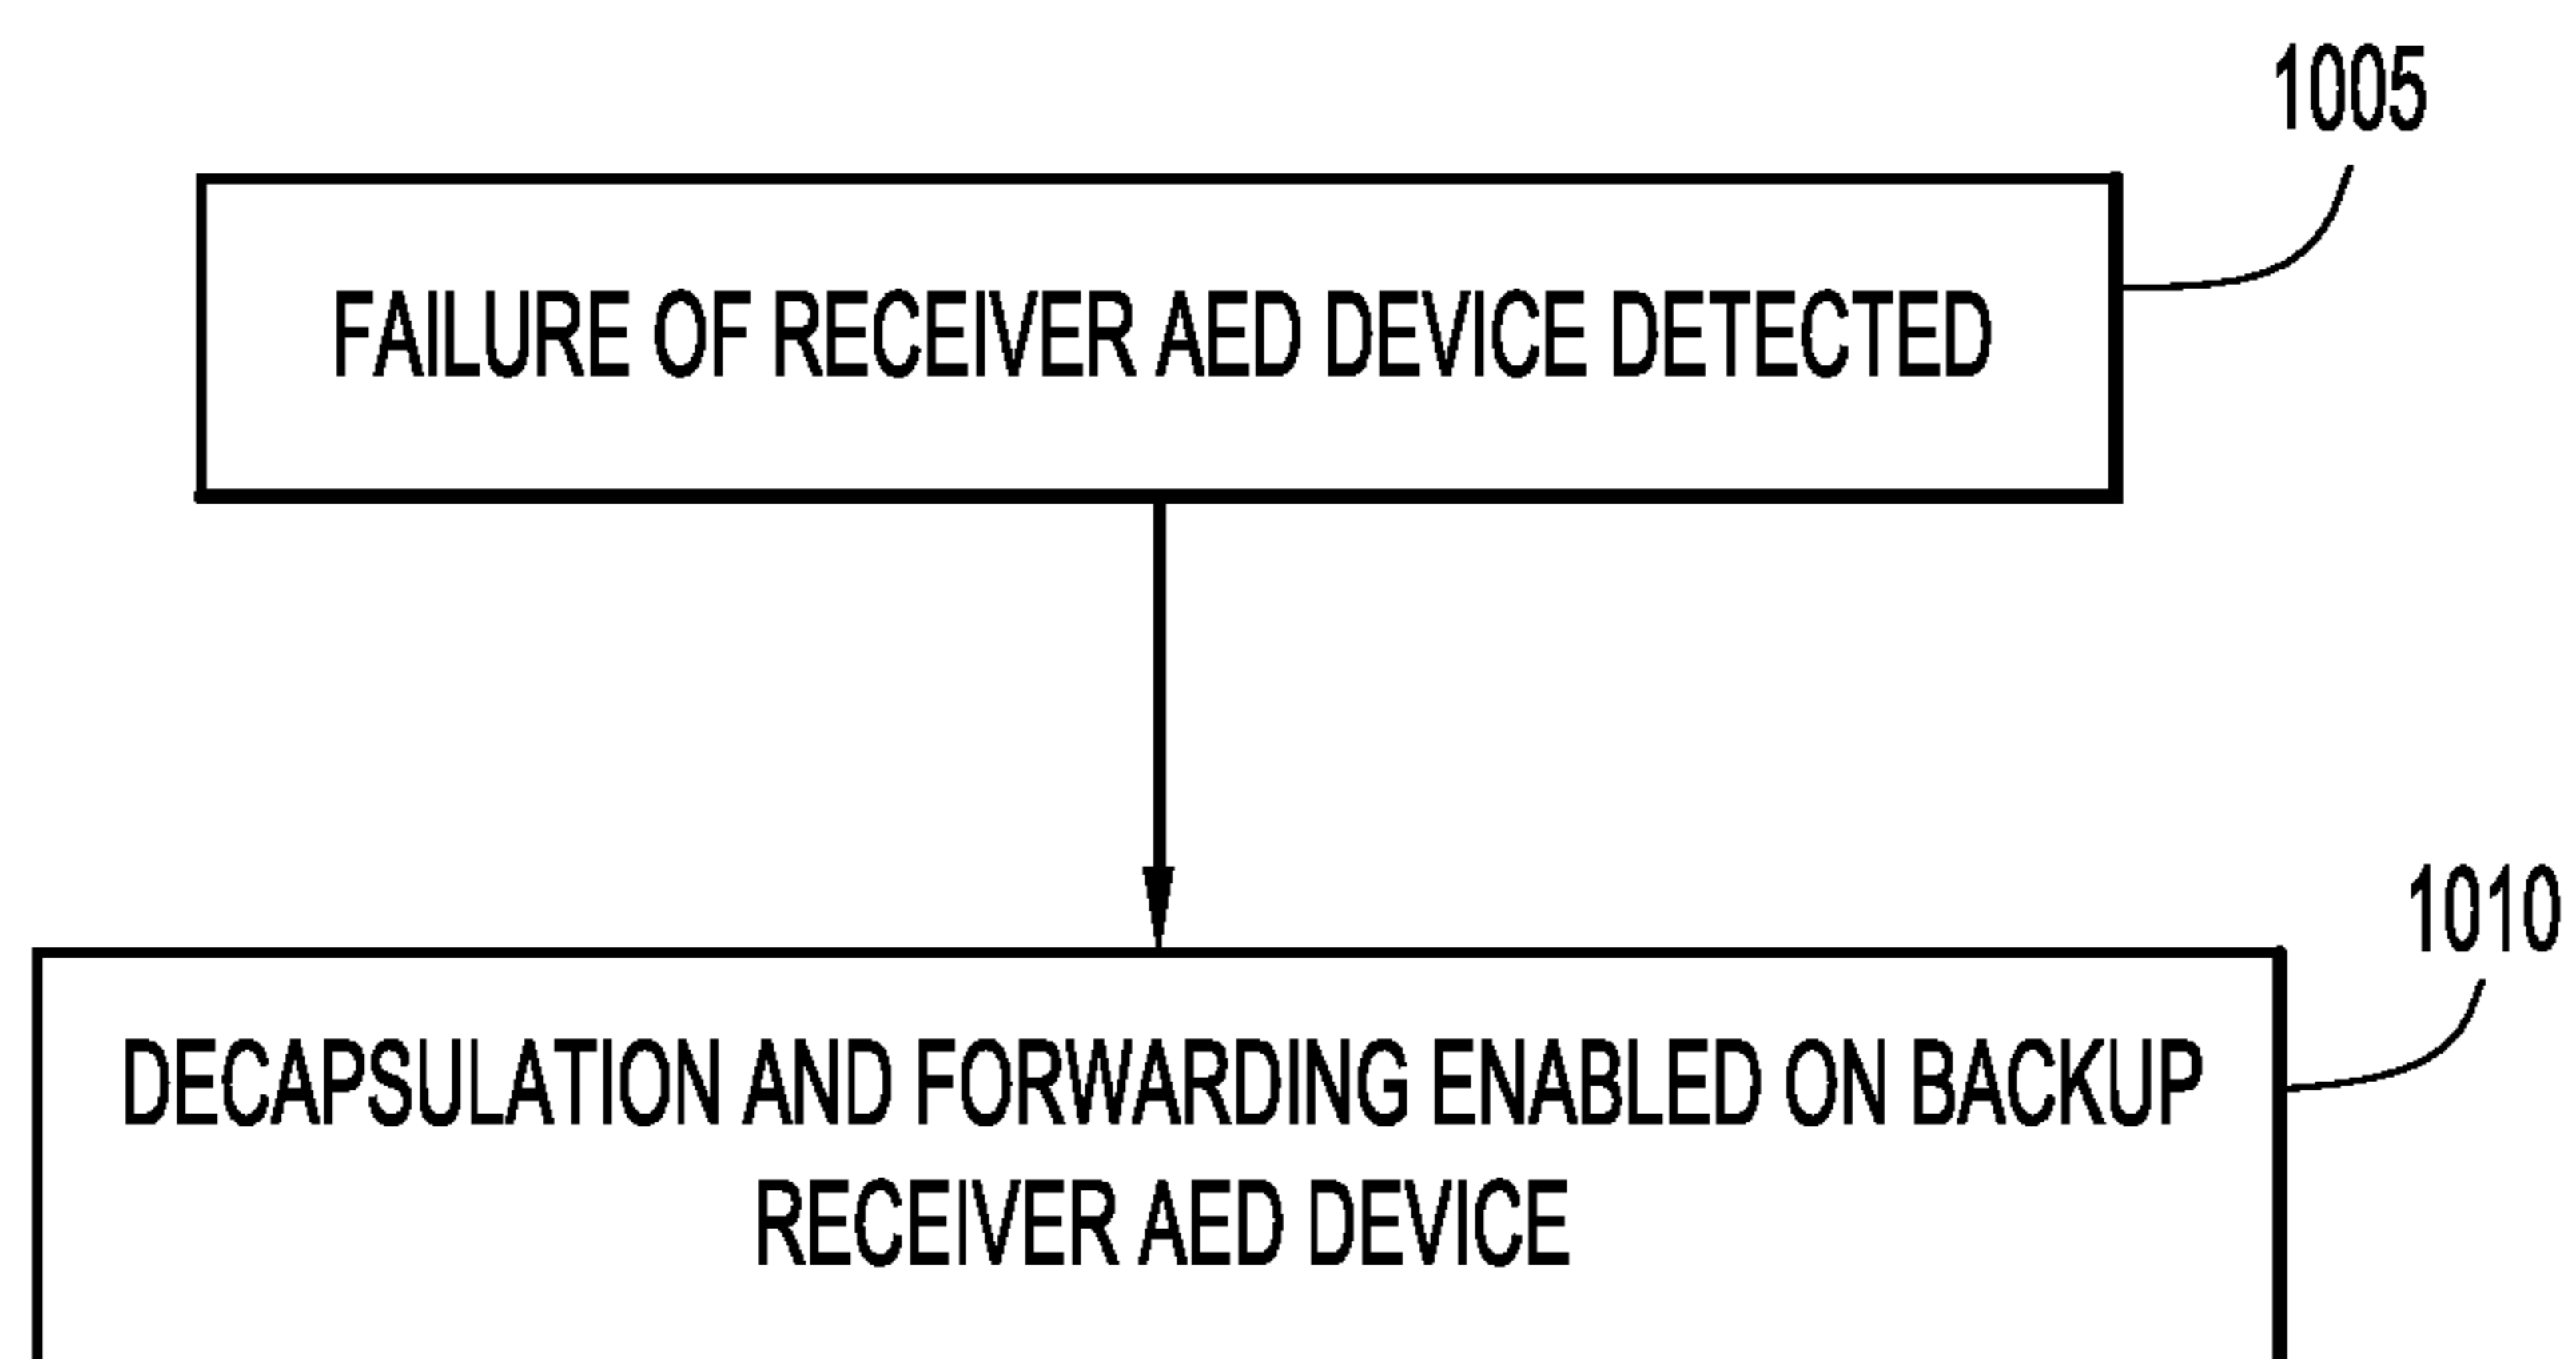 1005
FAILURE OF RECEIVER AED DEVICE DETECTED
1010
DECAPSULATION AND FORWARDING ENABLED ON BACKUP
RECEIVER AED DEVICE